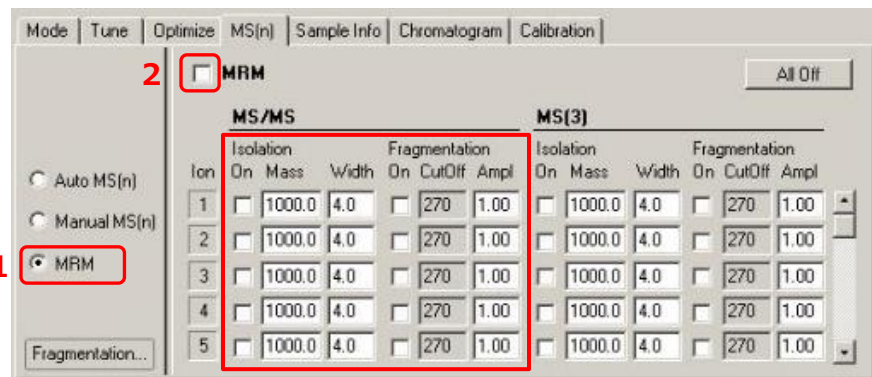 Mode Tune Optimize MS(n) Sample Info Chromatogram Calibration
2 MRM All Off
MS/MS MS(3)
Isolation Fragmentation Isolation Fragmentation
Ion On Mass Width On CutOff Ampl On Mass Width On CutOff Ampl
Auto MS(n)
Manual MS(n)
1 MRM
Fragmentation...
1 1000.0 4.0 270 1.00 1000.0 4.0 270 1.00
2 1000.0 4.0 270 1.00 1000.0 4.0 270 1.00
3 1000.0 4.0 270 1.00 1000.0 4.0 270 1.00
4 1000.0 4.0 270 1.00 1000.0 4.0 270 1.00
5 1000.0 4.0 270 1.00 1000.0 4.0 270 1.00